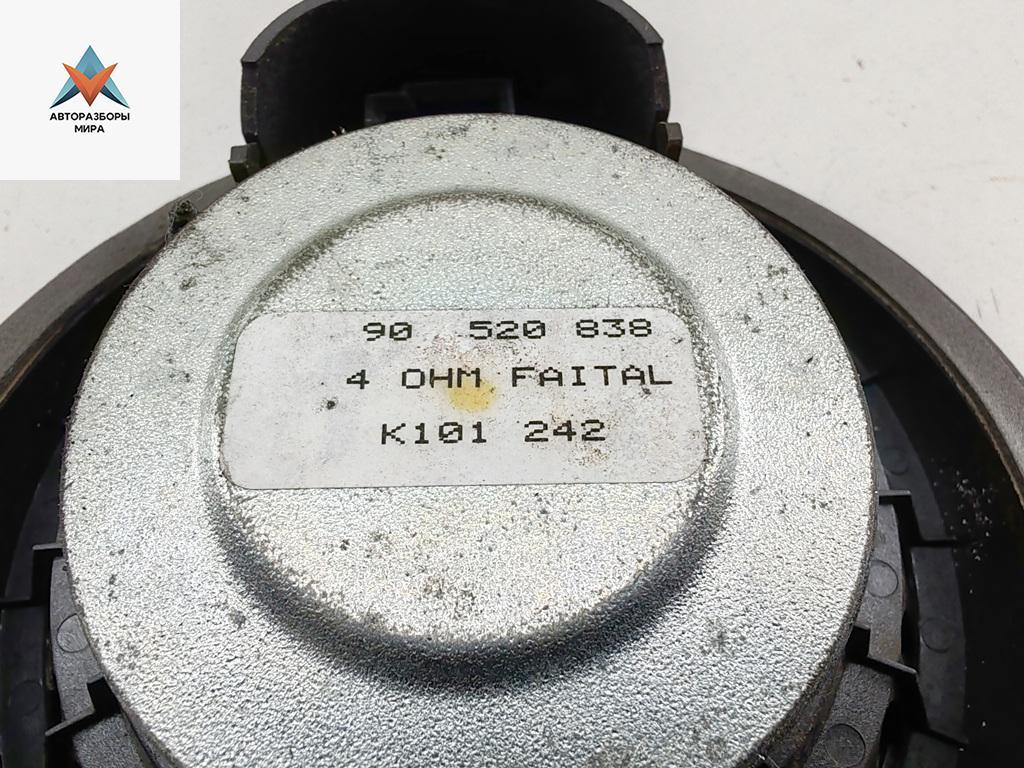 АВТОРАЗБОРЫ
МИРА
90 520 838
4 OHM FAITAL
K101 242